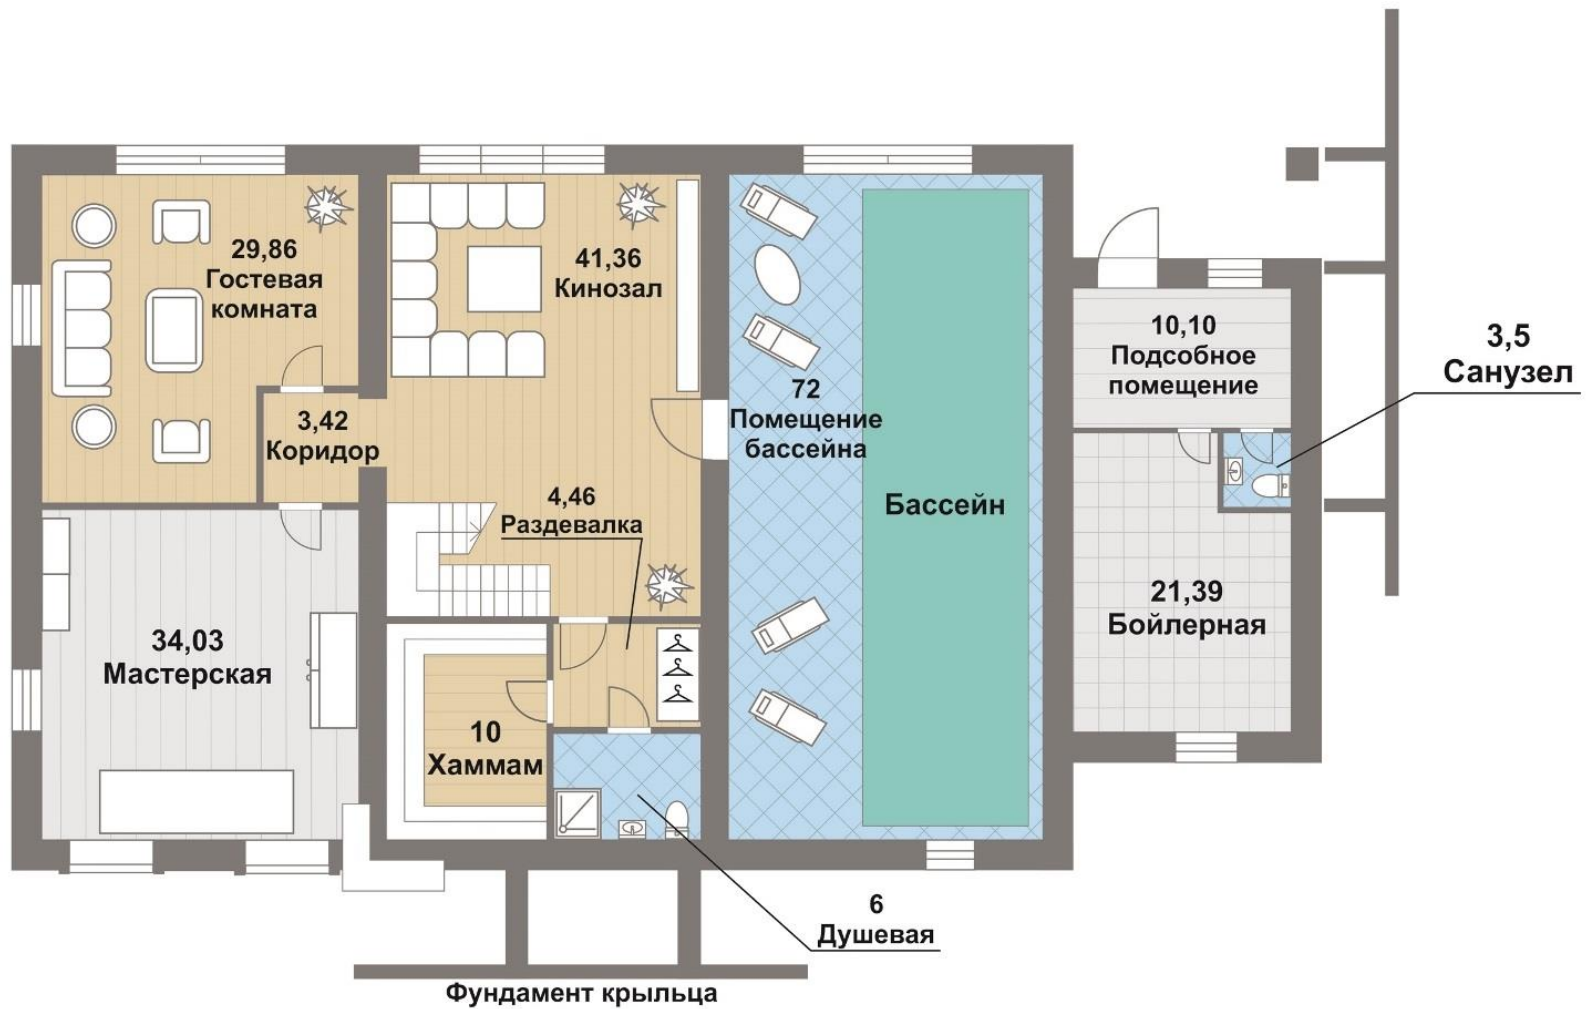 29,86
Гостевая
комната
41,36
Кинозал
3,42
Коридор
72
Помещение
бассейна
Бассейн
10,10
Подсобное
помещение
3,5
Санузел
4,46
Раздевалка
21,39
Бойлерная
34,03
Мастерская
10
Хаммам
6
Душевая
Фундамент крыльца